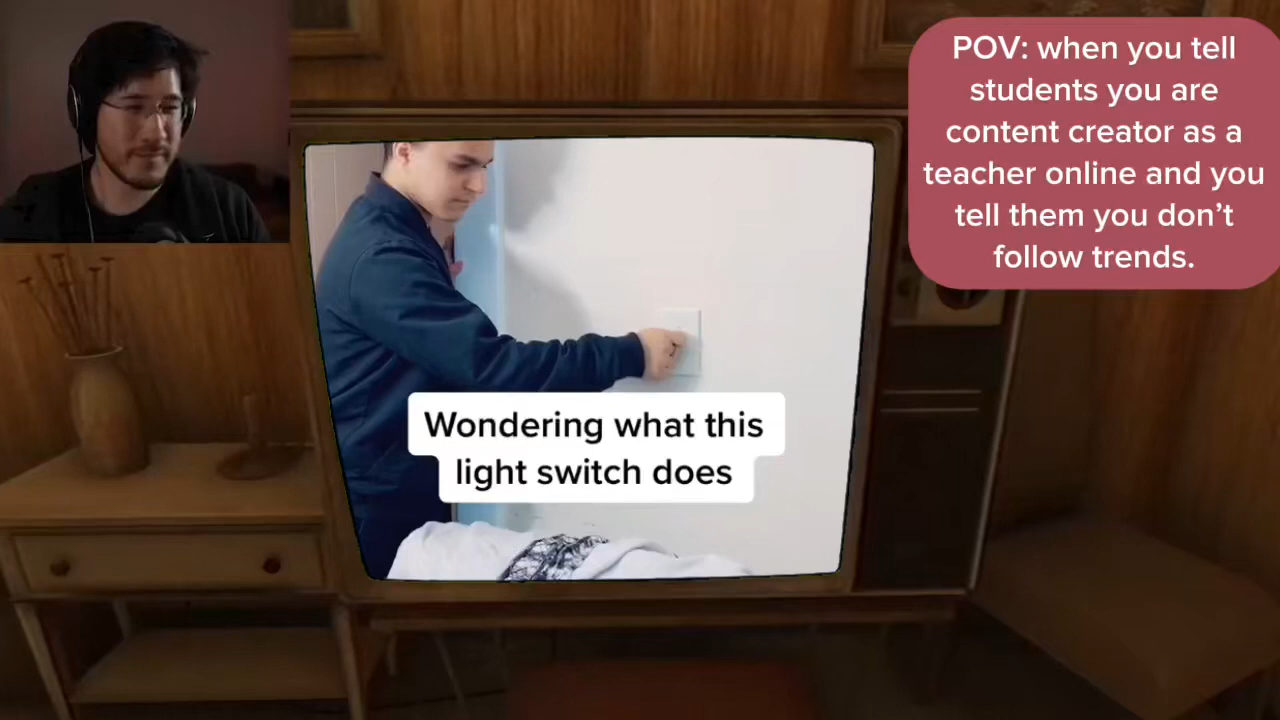 POV: when you tell
students you are
content creator as a
teacher online and you
tell them you don’t
follow trends.
Wondering what this
light switch does